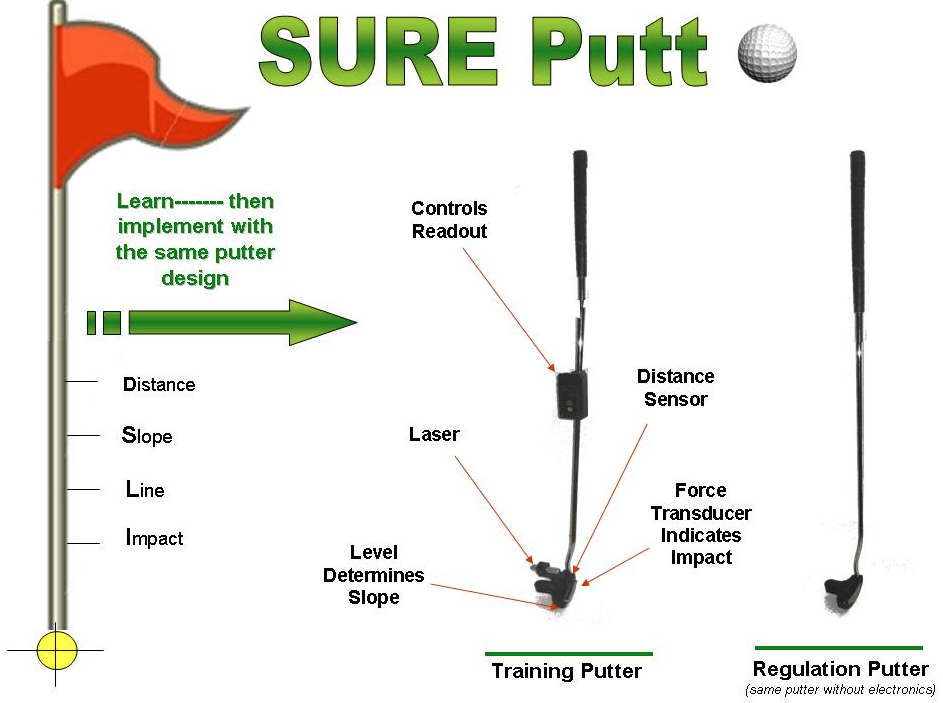 SURE Putt
Learn------- then
implement with
the same putter
design
Distance
Slope
Line
Impact
Controls
Readout
Laser
Level
Determines
Slope
Distance
Sensor
Force
Transducer
Indicates
Impact
Training Putter
Regulation Putter
(same putter without electronics)